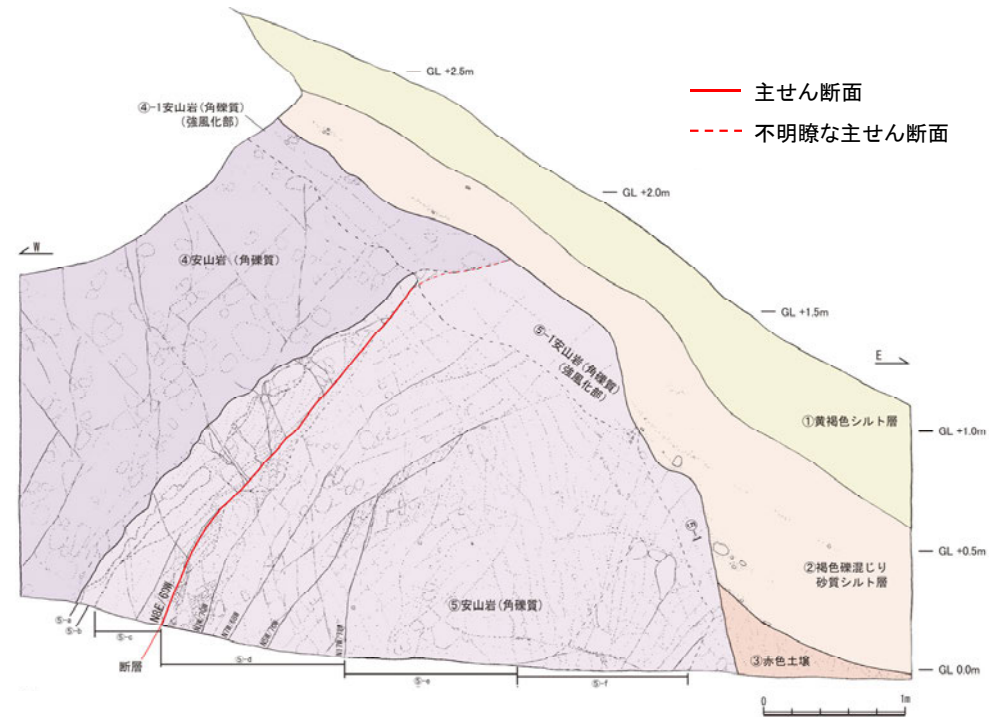 GL +2.5m
主せん断面
④-1安山岩(角礫質)
(強風化部)
不明瞭な主せん断面
GL +2.0m
W
④安山岩 (角礫質)
GL +1.5m
⑤-1安山岩(角礫質)
(強風化部)
E
①黄褐色シルト層
GL +1.0m
⑤-1
GL +0.5m
②褐色礫混じり
砂質シルト層
N8E/60W
⑤安山岩(角礫質)
⑤-a
⑤-b
⑤-c
断層
⑤-d
⑤-e
⑤-f
③赤色土壌
GL 0.0m
0
1m